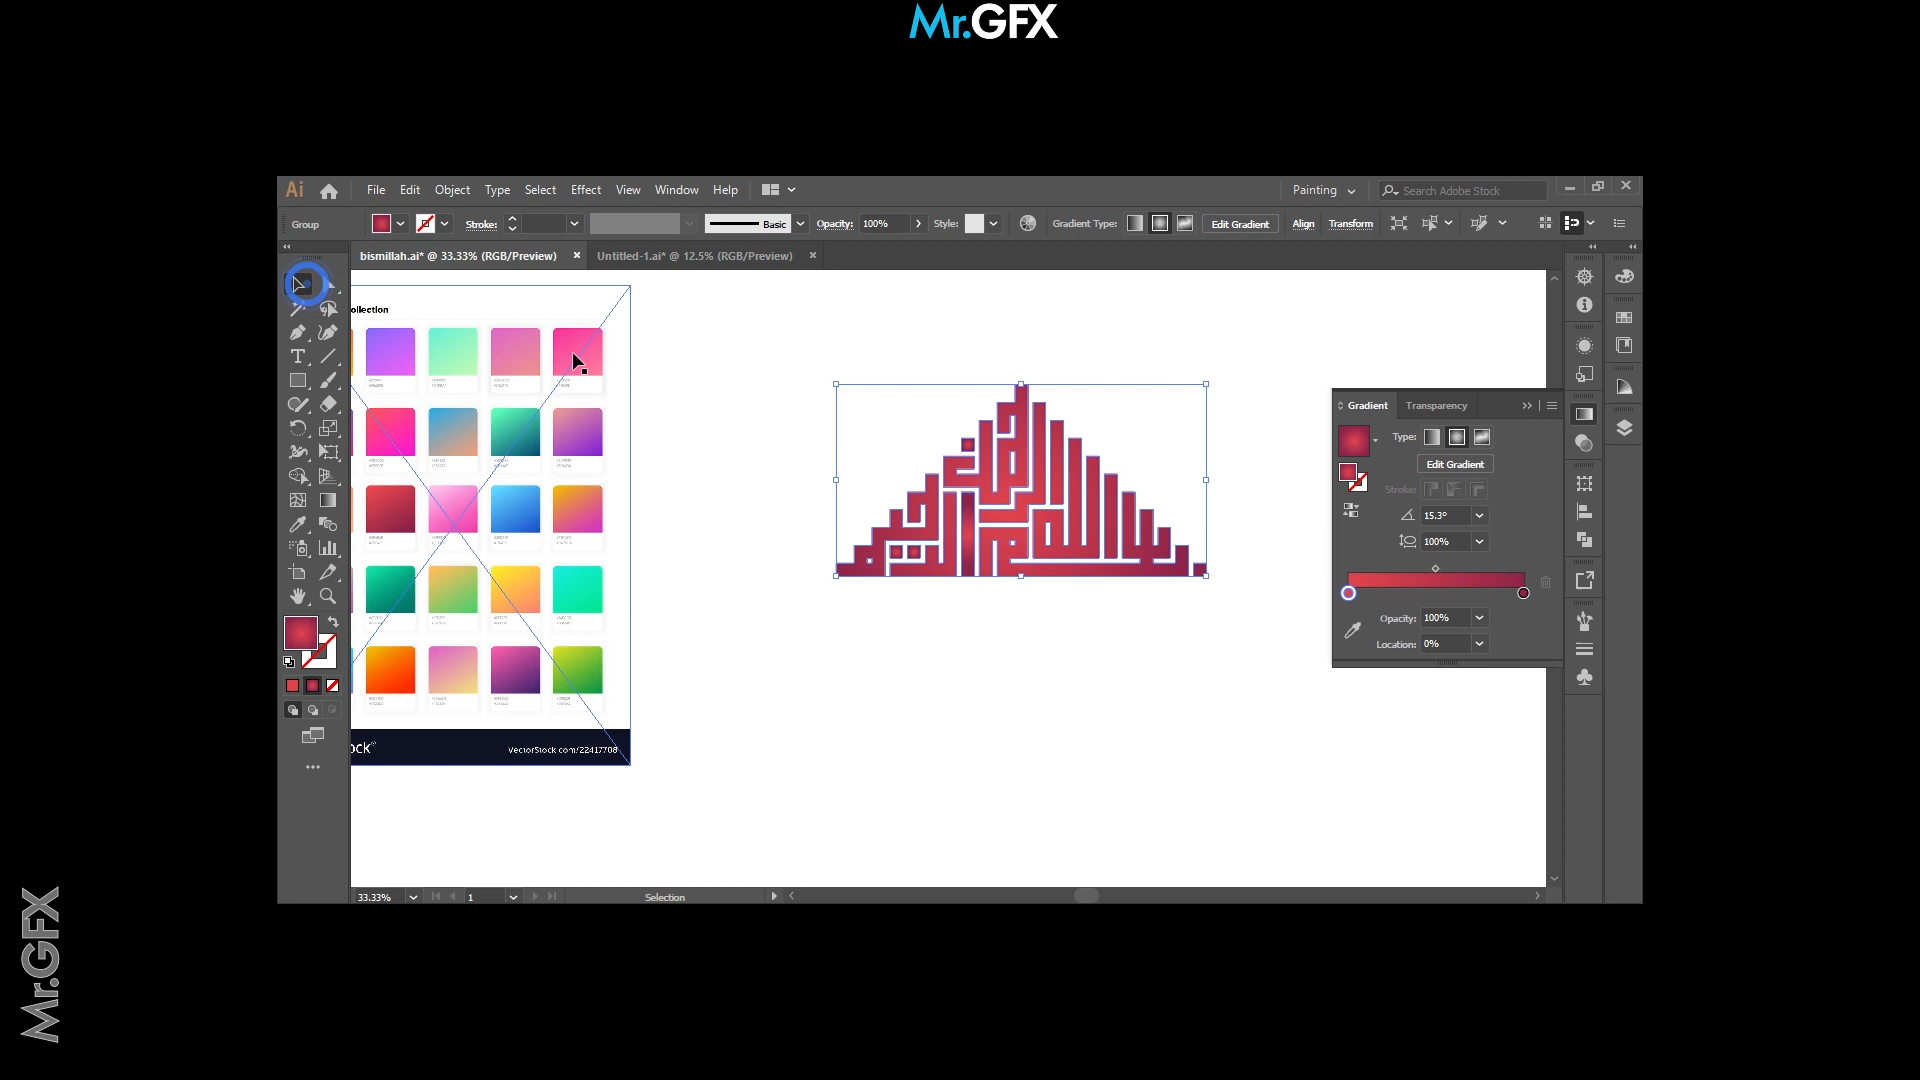 Mr.GFX
Ai File Edit Object Type Select Effect View Window Help Painting Search Adobe Stock
Group Stroke: Basic Opacity: 100% Style: Gradient Type: Edit Gradient Align Transform
bismillah.ai* @ 33.33% (RGB/Preview) × Untitled-1.ai* @ 12.5% (RGB/Preview) ×
ollection
Gradient Transparency
Type:
Edit Gradient
Stroke:
15.3°
100%
Opacity: 100%
Location: 0%
ock®
VectorStock.com/22417708
33.33% 1 Selection
Mr.GFX